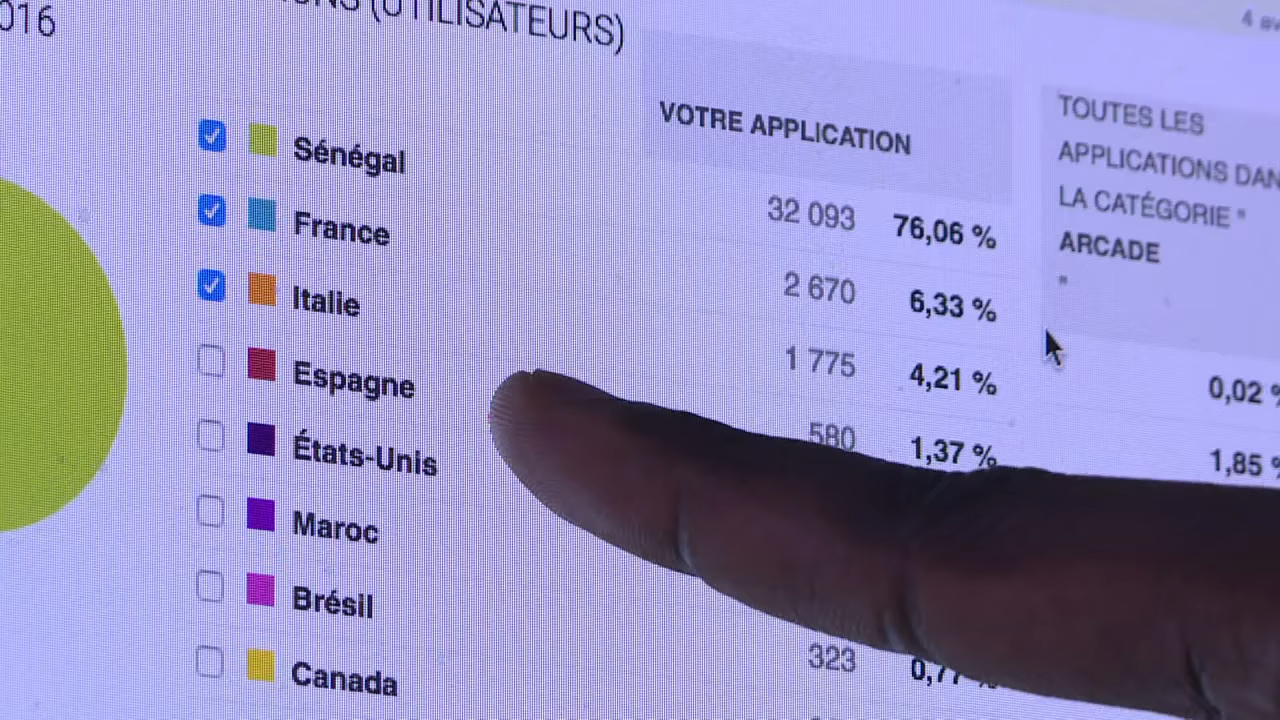 016
(UTILISATEURS)
4
VOTRE APPLICATION
TOUTES LES
APPLICATIONS DAN
LA CATÉGORIE "
ARCADE
"
Sénégal 32 093 76,06 %
France 2 670 6,33 %
Italie 1 775 4,21 % 0,02 %
Espagne 580 1,37 % 1,85 %
États-Unis
Maroc
Brésil 323
Canada